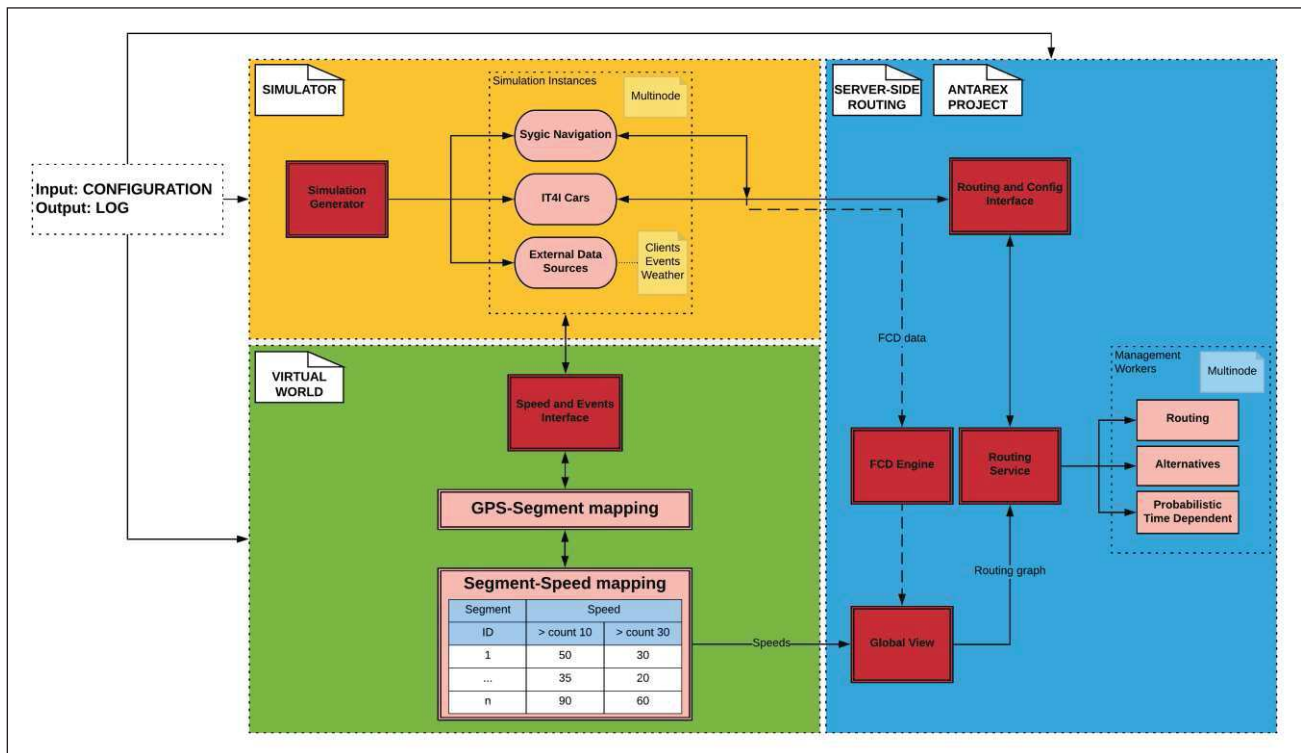 SIMULATOR
Simulation Instances
Multinode
SERVER-SIDE
ROUTING
ANTAREX
PROJECT
Sygic Navigation
Input: CONFIGURATION
Output: LOG
Simulation
Generator
IT4I Cars
Routing and Config
Interface
External Data
Sources
Clients
Events
Weather
FCD data
VIRTUAL
WORLD
Management
Workers
Multinode
Speed and Events
Interface
Routing
FCD Engine
Routing
Service
Alternatives
GPS-Segment mapping
Probabilistic
Time Dependent
Segment-Speed mapping
Routing graph
Segment Speed
ID > count 10 > count 30
1 50 30
... 35 20
n 90 60
Speeds
Global View